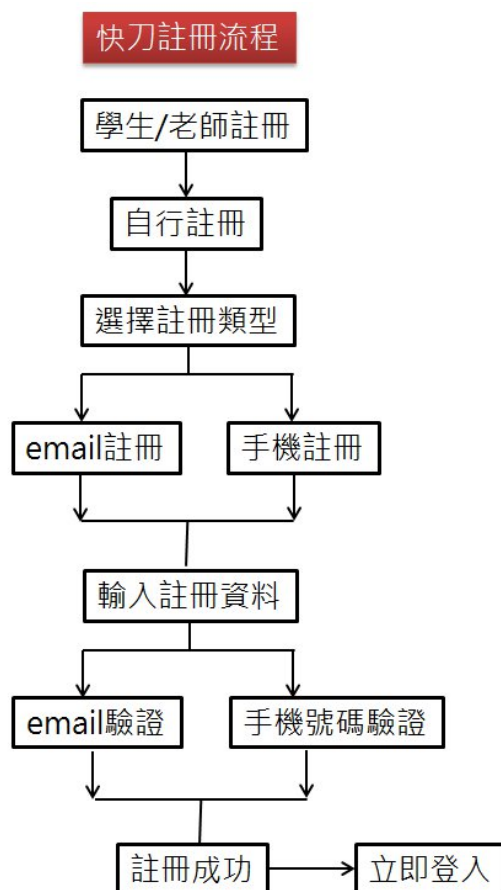 快刀註冊流程
學生/老師註冊
自行註冊
選擇註冊類型
email註冊
手機註冊
輸入註冊資料
email驗證
手機號碼驗證
註冊成功
立即登入